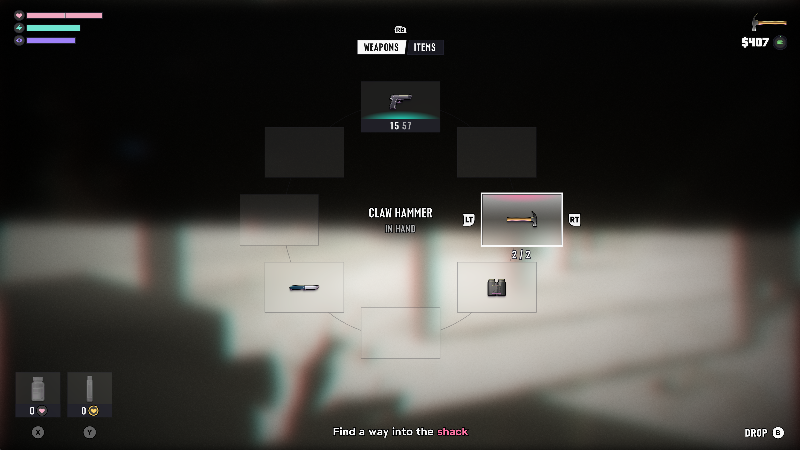 RB
WEAPONS ITEMS
$407
15 57
CLAW HAMMER
IN HAND
LT
RT
2/2
0
0
X
Y
Find a way into the shack
DROP B